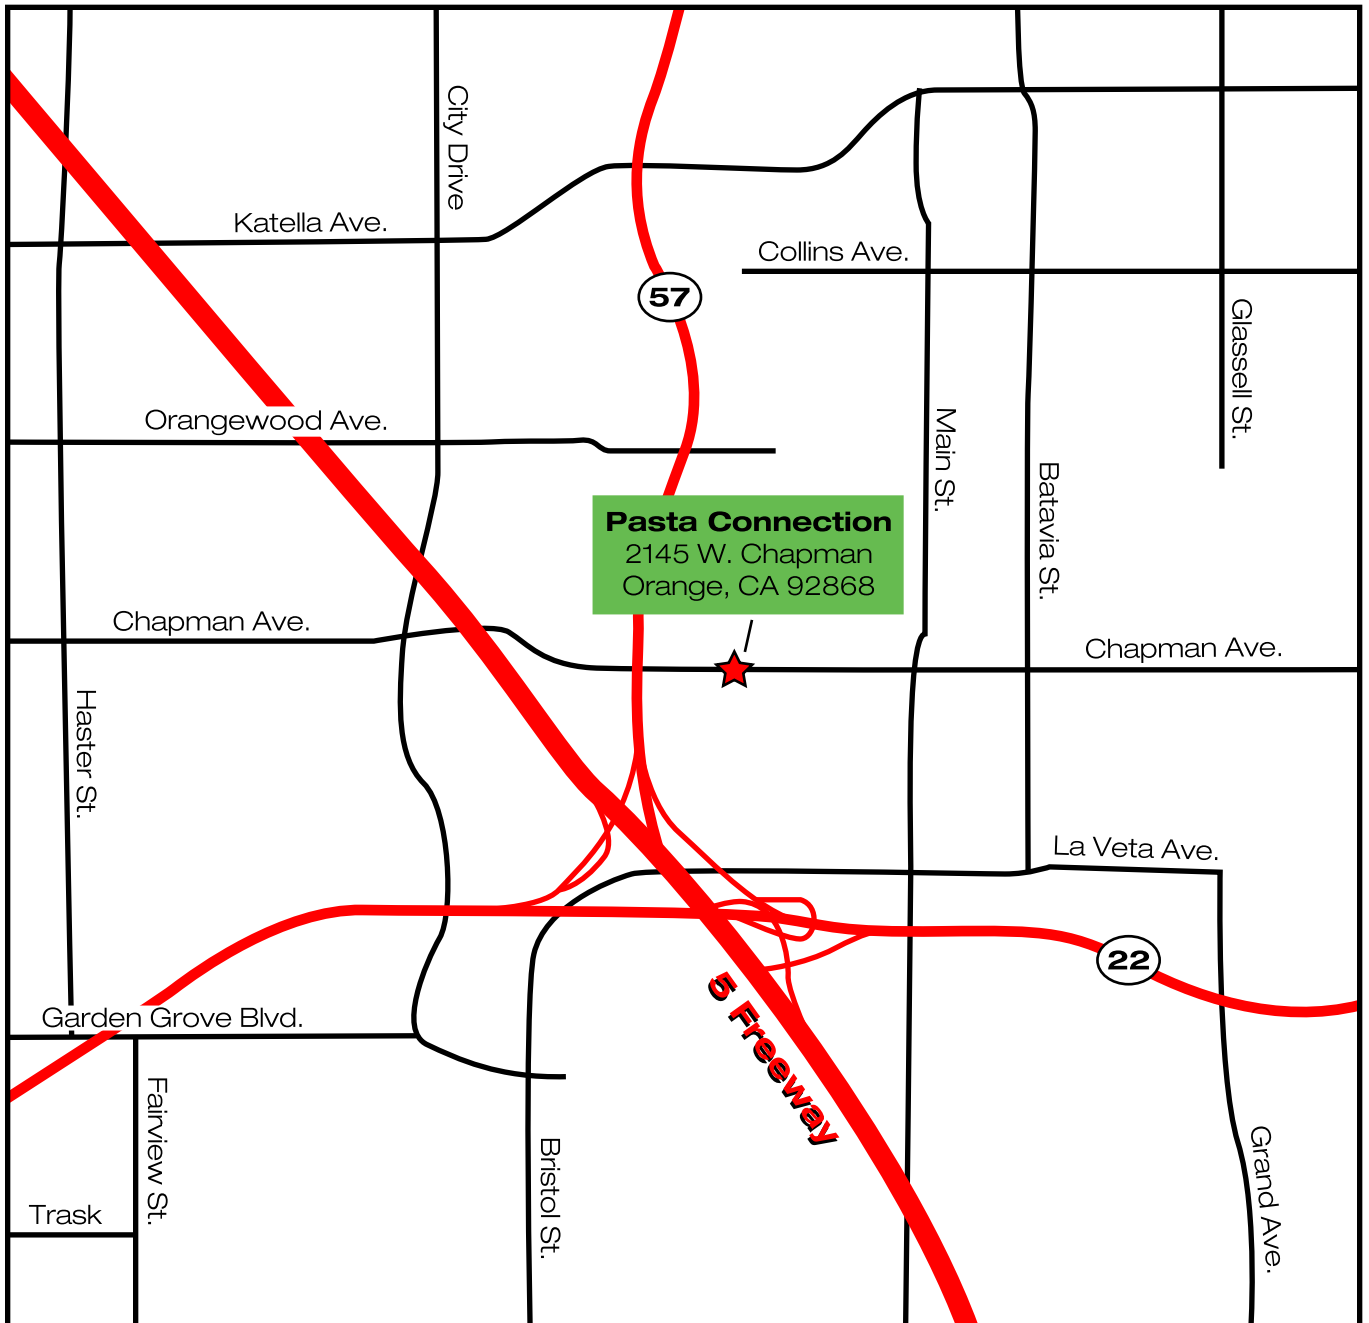 City Drive
Katella Ave.
Collins Ave.
57
Glassell St.
Orangewood Ave.
Main St.
Batavia St.
Pasta Connection
2145 W. Chapman
Orange, CA 92868
Chapman Ave.
Chapman Ave.
Haster St.
La Veta Ave.
22
5 Freeway
Garden Grove Blvd.
Fairview St.
Bristol St.
Grand Ave.
Trask